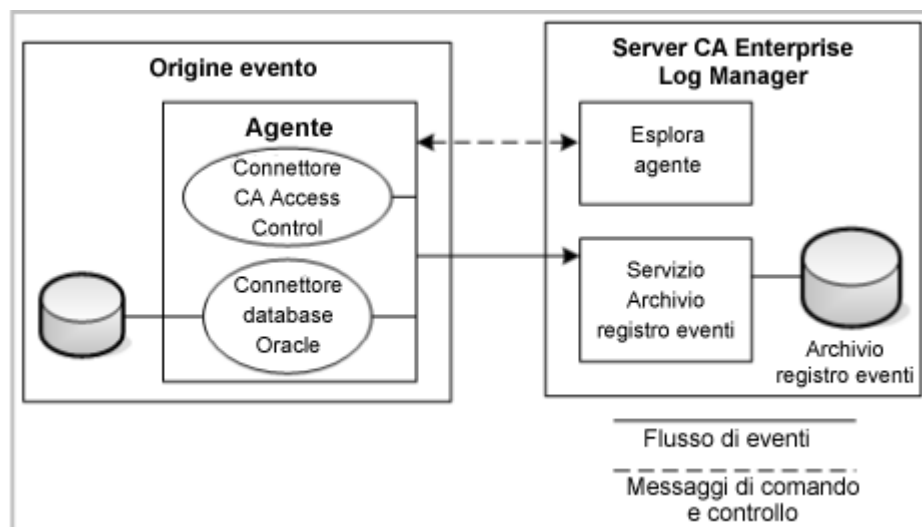 Origine evento
Agente
Connettore
CA Access
Control
Connettore
database
Oracle
Server CA Enterprise
Log Manager
Esplora
agente
Servizio
Archivio
registro eventi
Archivio
registro eventi
Flusso di eventi
Messaggi di comando
e controllo